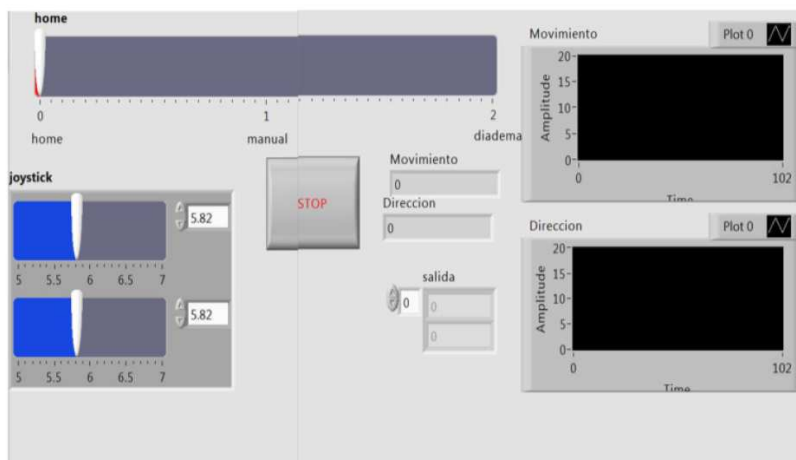 home
0 1 2
home manual diadema
joystick
5.82
5 5.5 6 6.5 7
5.82
5 5.5 6 6.5 7
STOP
Movimiento
0
Direccion
0
salida
0
0
0
Movimiento
Plot 0
Amplitude
20
15
10
5
0
0 102
Time
Direccion
Plot 0
Amplitude
20
15
10
5
0
0 102
Time